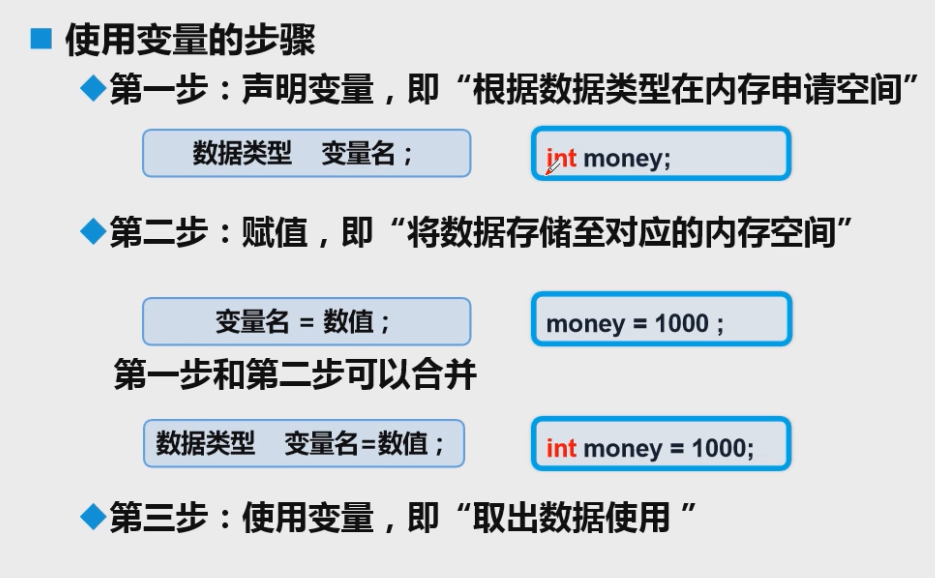 使用变量的步骤
第一步：声明变量，即“根据数据类型在内存申请空间”
数据类型 变量名；
int money;
第二步：赋值，即“将数据存储至对应的内存空间”
变量名 = 数值；
money = 1000 ;
第一步和第二步可以合并
数据类型 变量名=数值；
int money = 1000;
第三步：使用变量，即“取出数据使用 ”